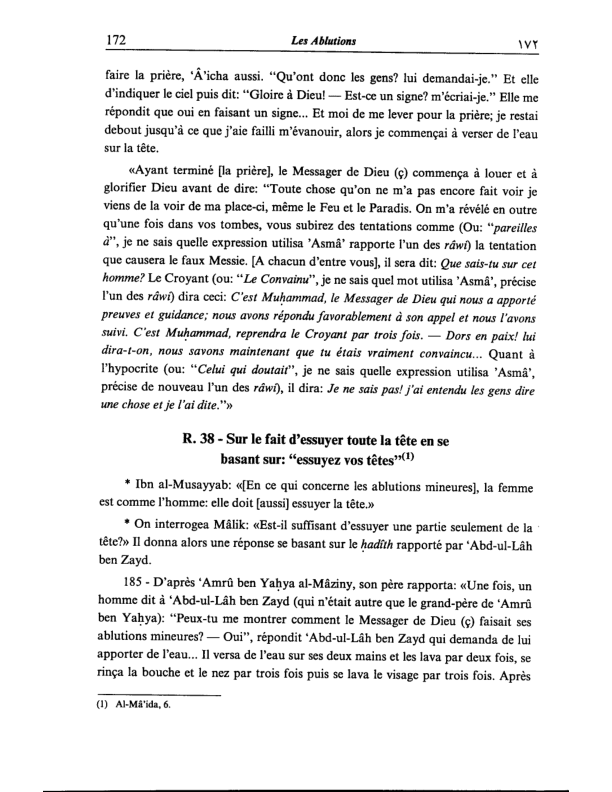 172 Les Ablutions ١٧٢
faire la prière, ‘Â’icha aussi. “Qu’ont donc les gens? lui demandai-je.” Et elle
d’indiquer le ciel puis dit: “Gloire à Dieu! — Est-ce un signe? m’écriai-je.” Elle me
répondit que oui en faisant un signe... Et moi de me lever pour la prière; je restai
debout jusqu’à ce que j’aie failli m’évanouir, alors je commençai à verser de l’eau
sur la tête.
«Ayant terminé [la prière], le Messager de Dieu (ç) commença à louer et à
glorifier Dieu avant de dire: “Toute chose qu’on ne m’a pas encore fait voir je
viens de la voir de ma place-ci, même le Feu et le Paradis. On m’a révélé en outre
qu’une fois dans vos tombes, vous subirez des tentations comme (Ou: “pareilles
à”, je ne sais quelle expression utilisa ’Asmâ’ rapporte l’un des râwi) la tentation
que causera le faux Messie. [A chacun d’entre vous], il sera dit: Que sais-tu sur cet
homme? Le Croyant (ou: “Le Convainu”, je ne sais quel mot utilisa ’Asmâ’, précise
l’un des râwi) dira ceci: C’est Muḥammad, le Messager de Dieu qui nous a apporté
preuves et guidance; nous avons répondu favorablement à son appel et nous l’avons
suivi. C’est Muḥammad, reprendra le Croyant par trois fois. — Dors en paix! lui
dira-t-on, nous savons maintenant que tu étais vraiment convaincu... Quant à
l’hypocrite (ou: “Celui qui doutait”, je ne sais quelle expression utilisa ’Asmâ’,
précise de nouveau l’un des râwi), il dira: Je ne sais pas! j’ai entendu les gens dire
une chose et je l’ai dite.”»
R. 38 - Sur le fait d’essuyer toute la tête en se
basant sur: “essuyez vos têtes”(1)
* Ibn al-Musayyab: «[En ce qui concerne les ablutions mineures], la femme
est comme l’homme: elle doit [aussi] essuyer la tête.»
* On interrogea Mâlik: «Est-il suffisant d’essuyer une partie seulement de la
tête?» Il donna alors une réponse se basant sur le ḥadîth rapporté par ‘Abd-ul-Lâh
ben Zayd.
185 - D’après ‘Amrû ben Yaḥya al-Mâziny, son père rapporta: «Une fois, un
homme dit à ‘Abd-ul-Lâh ben Zayd (qui n’était autre que le grand-père de ‘Amrû
ben Yaḥya): “Peux-tu me montrer comment le Messager de Dieu (ç) faisait ses
ablutions mineures? — Oui”, répondit ‘Abd-ul-Lâh ben Zayd qui demanda de lui
apporter de l’eau... Il versa de l’eau sur ses deux mains et les lava par deux fois, se
rinça la bouche et le nez par trois fois puis se lava le visage par trois fois. Après
(1) Al-Mâ’ida, 6.